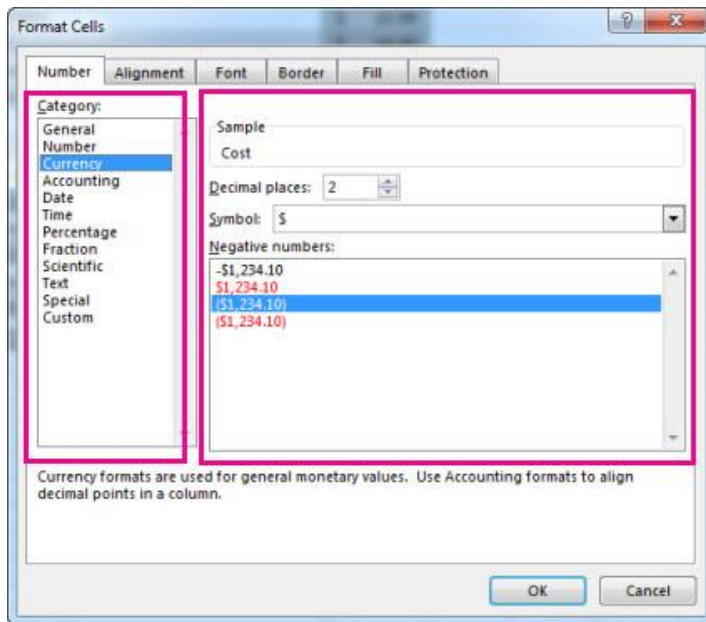 Format Cells
Number Alignment Font Border Fill Protection
Category:
General
Number
Currency
Accounting
Date
Time
Percentage
Fraction
Scientific
Text
Special
Custom
Sample
Cost
Decimal places: 2
Symbol: $
Negative numbers:
-$1,234.10
$1,234.10
($1,234.10)
($1,234.10)
Currency formats are used for general monetary values. Use Accounting formats to align
decimal points in a column.
OK Cancel